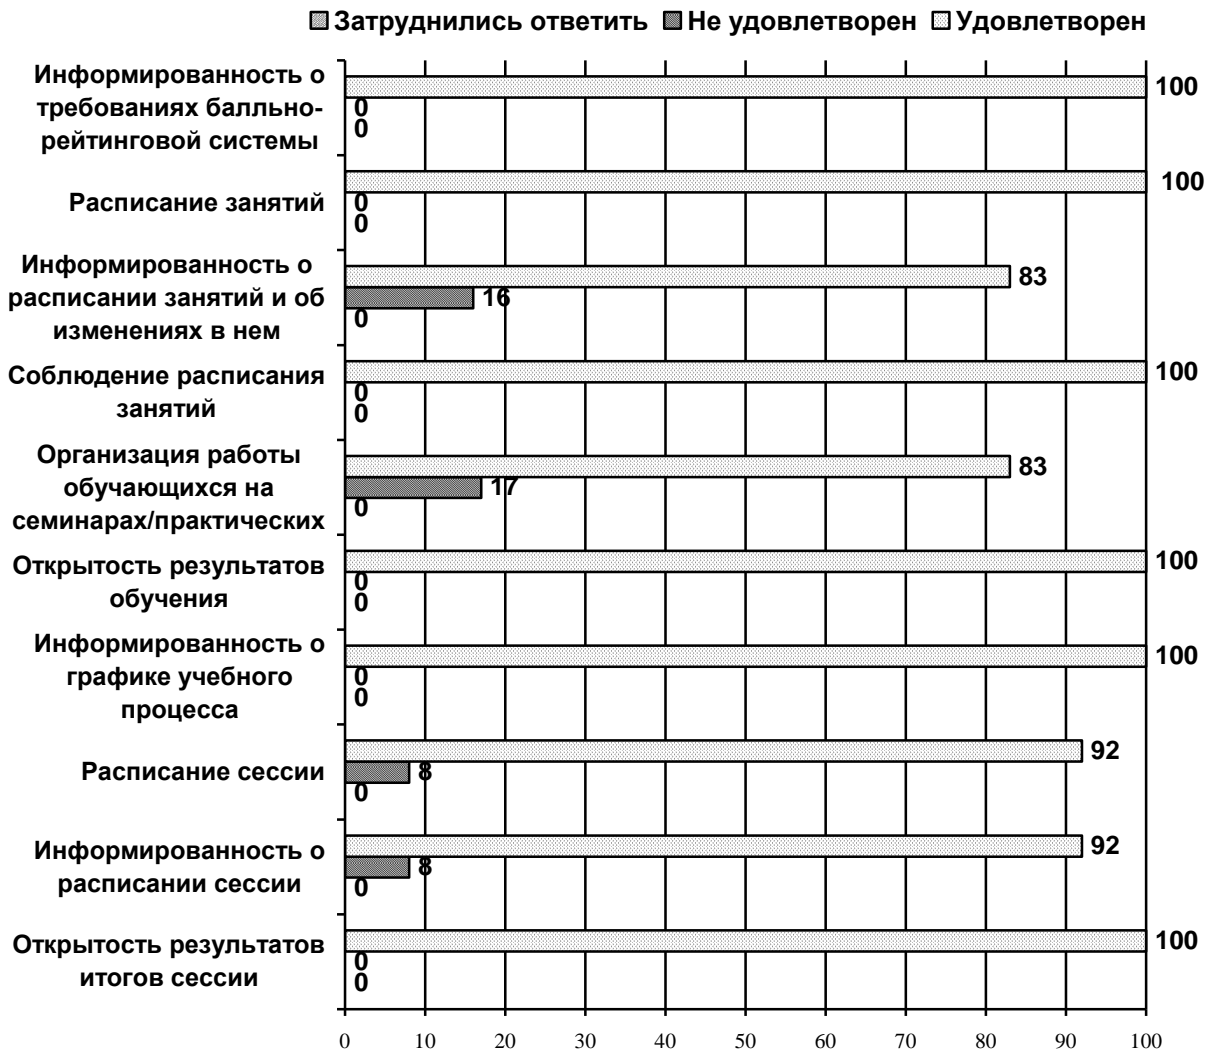 Затруднились ответить Не удовлетворен Удовлетворен
Информированность о
требованиях балльно-
рейтинговой системы
100
0
0
Расписание занятий
100
0
0
Информированность о
расписании занятий и об
изменениях в нем
83
16
0
Соблюдение расписания
занятий
100
0
0
Организация работы
обучающихся на
семинарах/практических
83
17
0
Открытость результатов
обучения
100
0
0
Информированность о
графике учебного
процесса
100
0
0
Расписание сессии
92
8
0
Информированность о
расписании сессии
92
8
0
Открытость результатов
итогов сессии
100
0
0
0 10 20 30 40 50 60 70 80 90 100